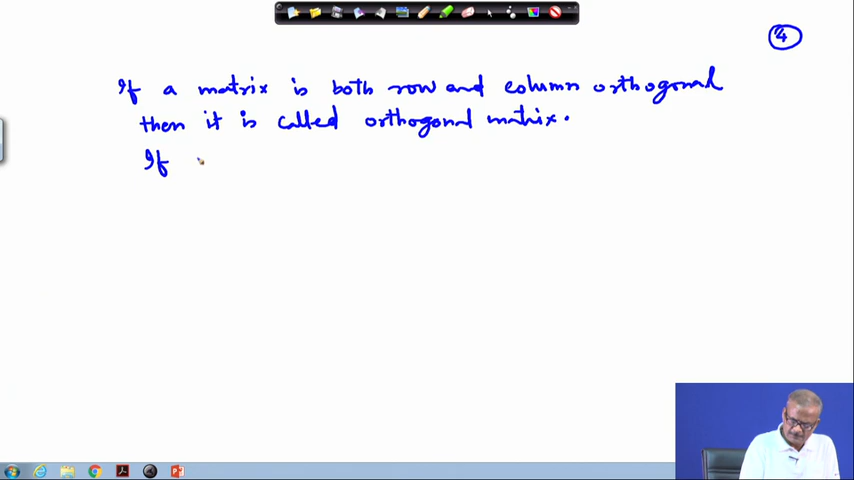 4
If a matrix is both row and column orthogonal
then it is called orthogonal matrix.
If